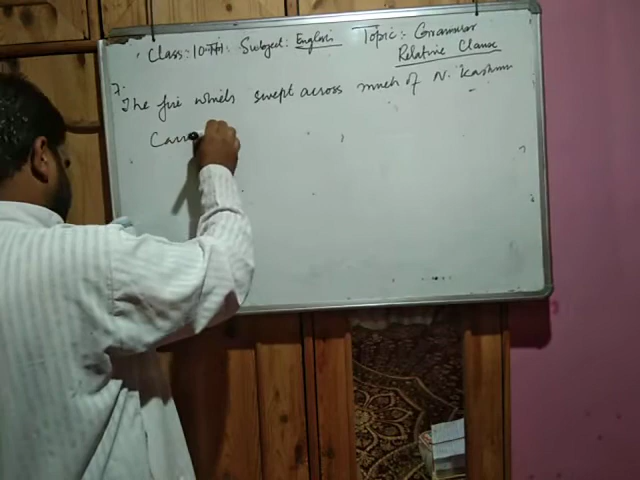 Class: 10TH Subject: English Topic: Grammar
Relative Clause
7. The fire which swept across much of N. Kashmir
Cau